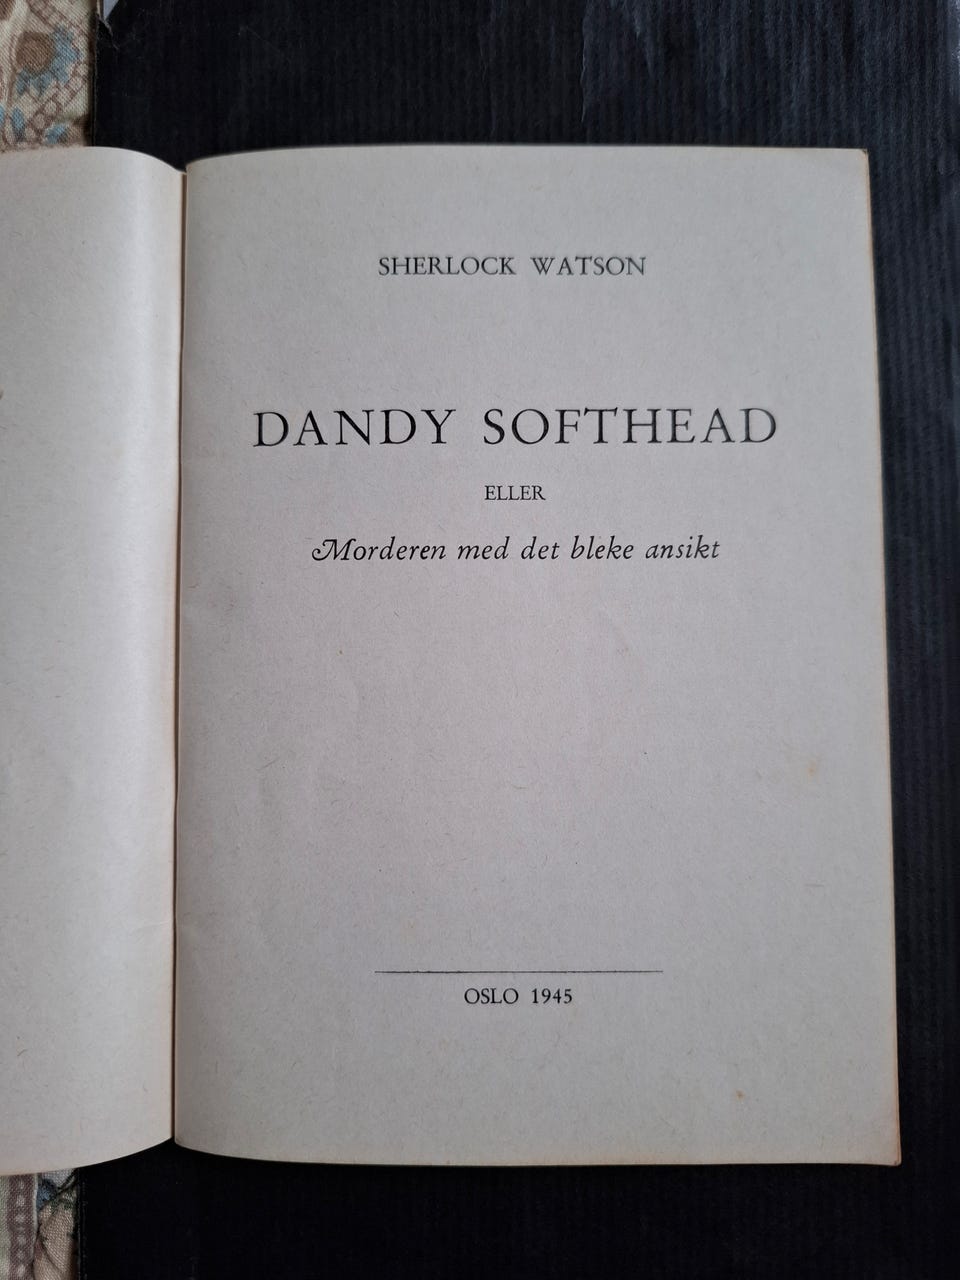 SHERLOCK WATSON
DANDY SOFTHEAD
ELLER
Morderen med det bleke ansikt
OSLO 1945